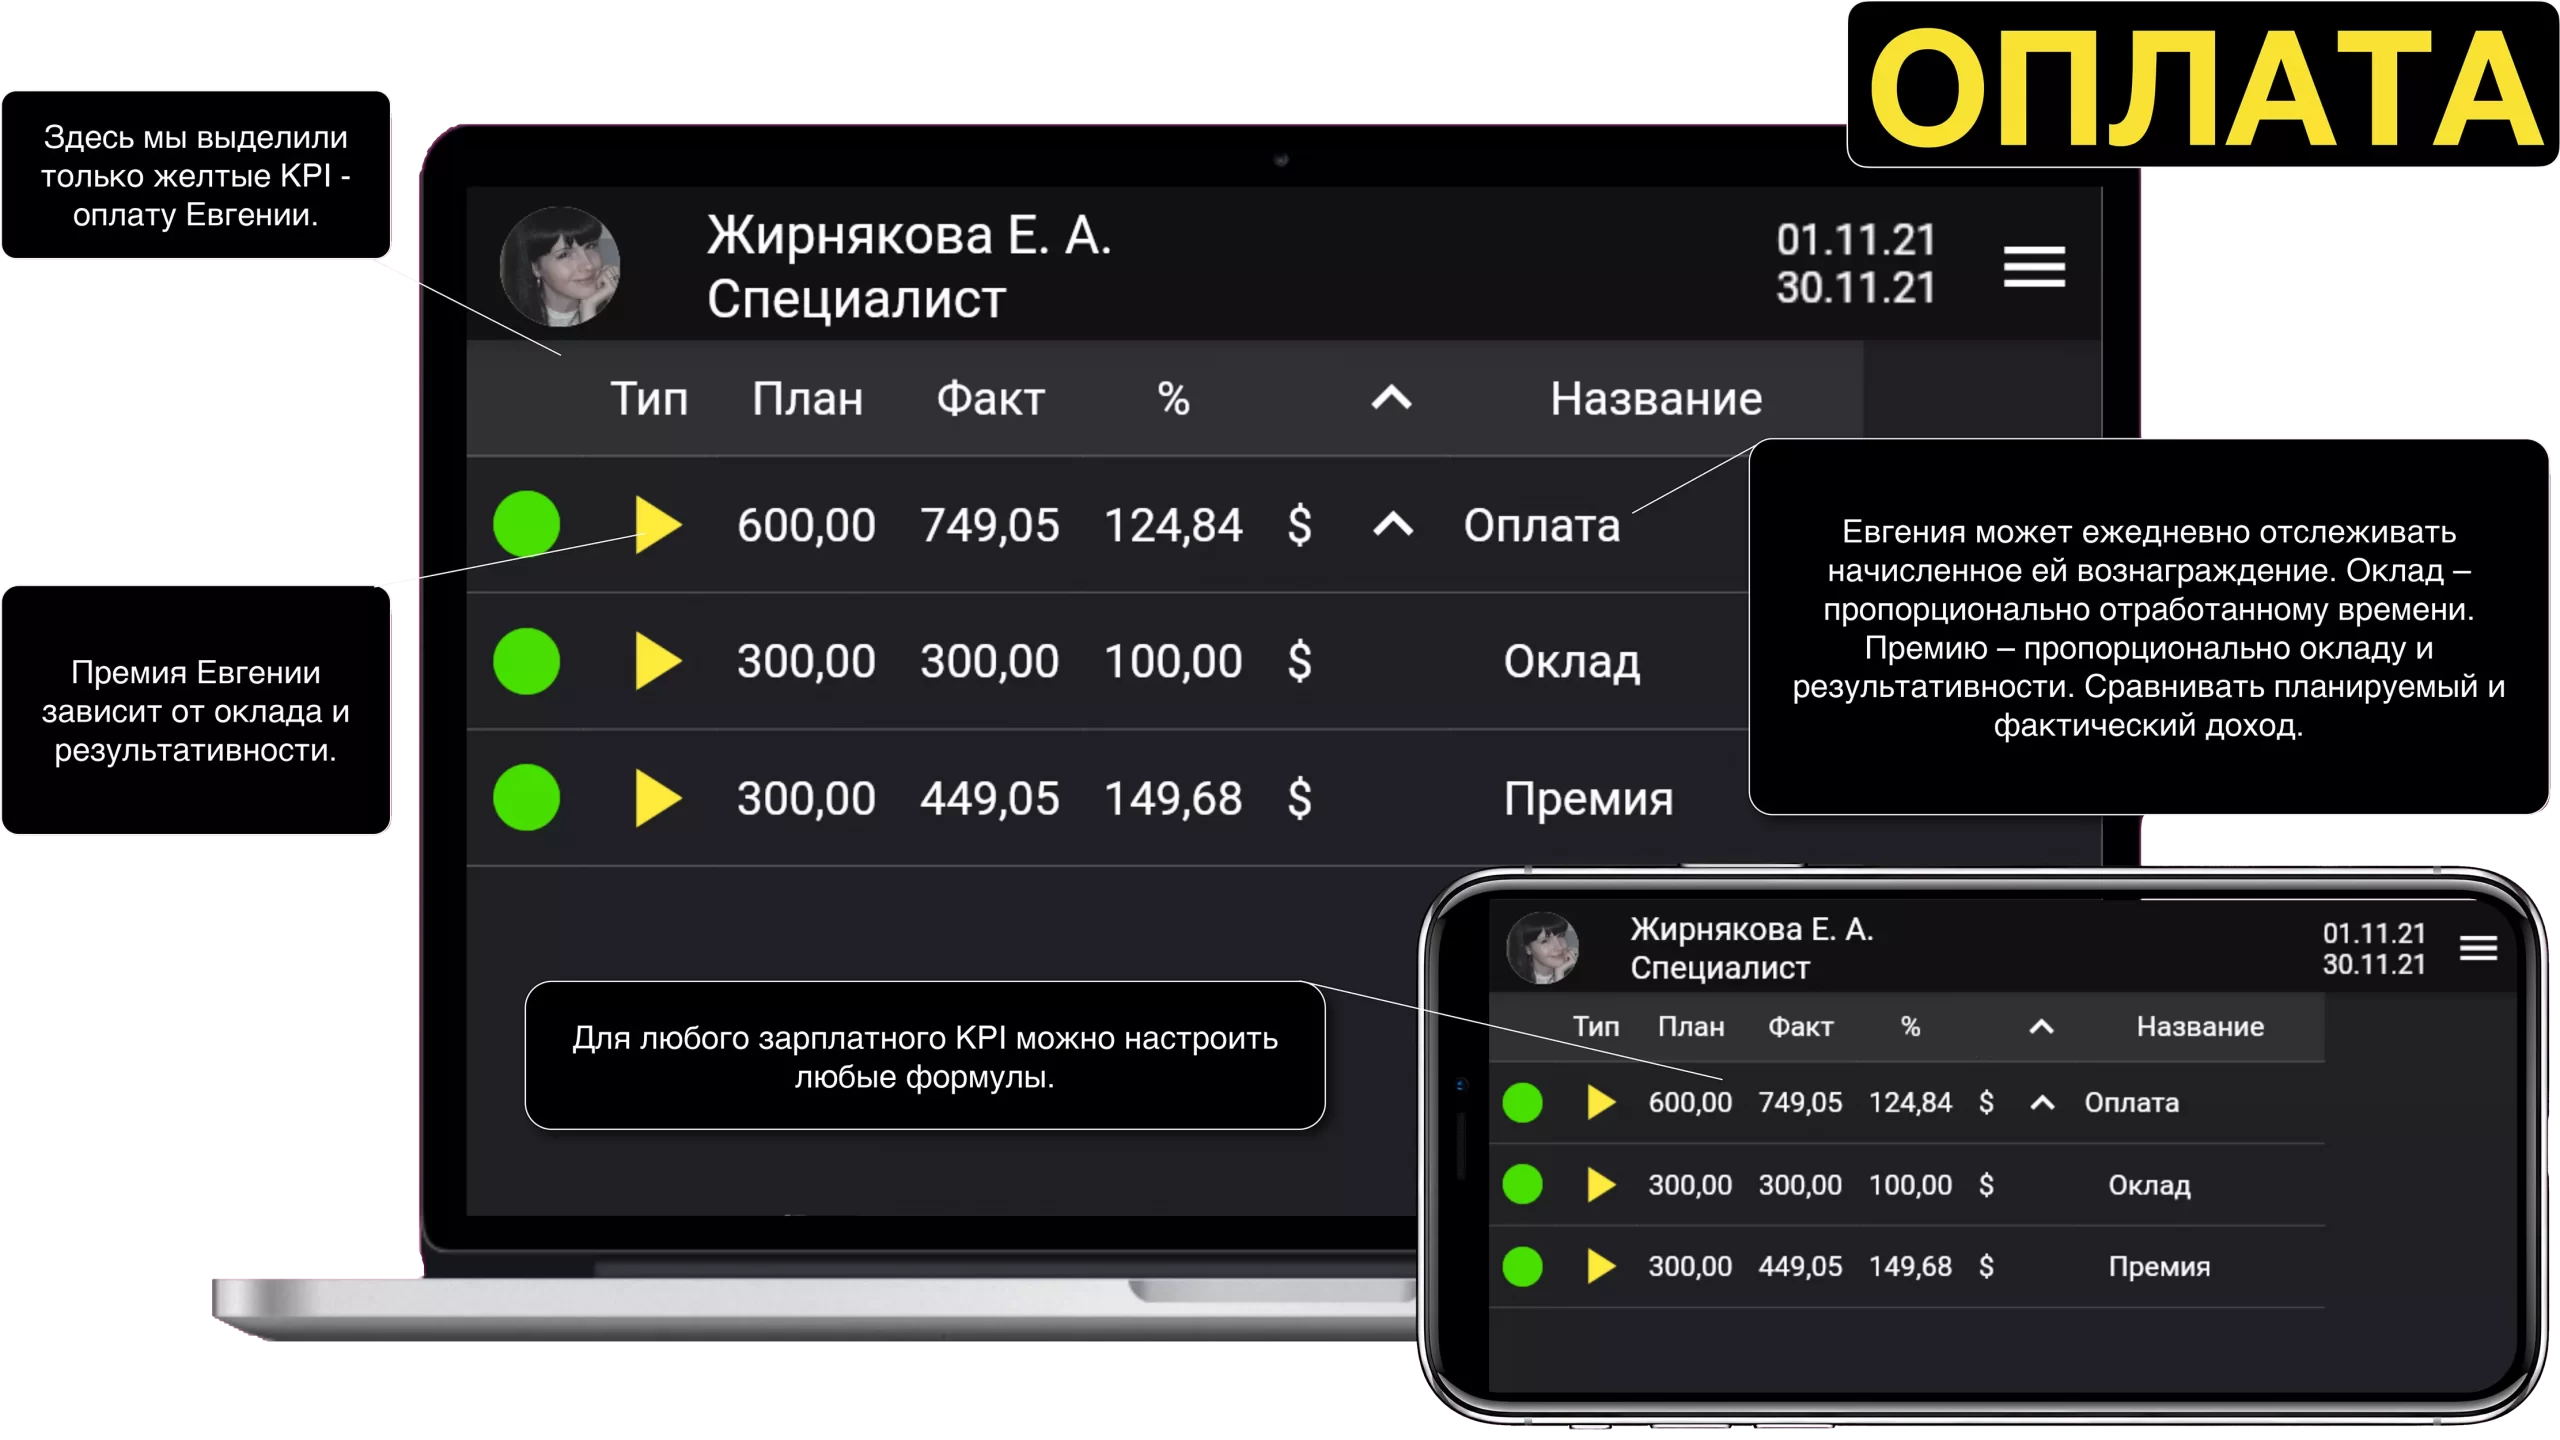 ОПЛАТА
Здесь мы выделили
только желтые KPI -
оплату Евгении.
Жирнякова Е. А.
Специалист
01.11.21
30.11.21
Тип План Факт % Название
600,00 749,05 124,84 $ Оплата
300,00 300,00 100,00 $ Оклад
300,00 449,05 149,68 $ Премия
Евгения может ежедневно отслеживать
начисленное ей вознаграждение. Оклад –
пропорционально отработанному времени.
Премию – пропорционально окладу и
результативности. Сравнивать планируемый и
фактический доход.
Премия Евгении
зависит от оклада и
результативности.
Для любого зарплатного KPI можно настроить
любые формулы.
Жирнякова Е. А.
Специалист
01.11.21
30.11.21
Тип План Факт % Название
600,00 749,05 124,84 $ Оплата
300,00 300,00 100,00 $ Оклад
300,00 449,05 149,68 $ Премия